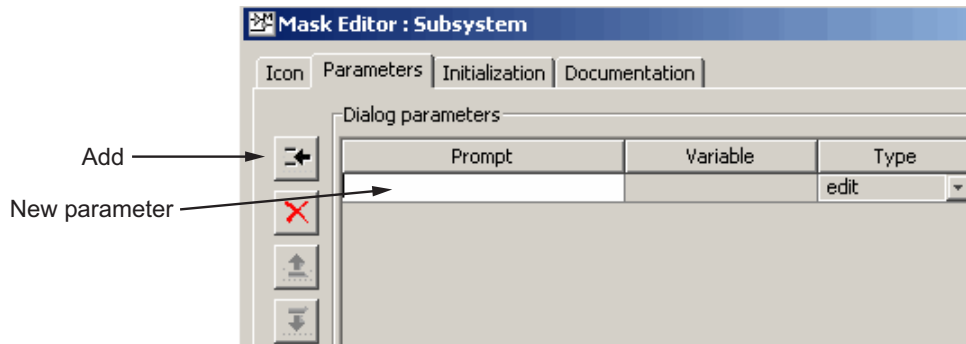 Mask Editor : Subsystem
Icon Parameters Initialization Documentation
Dialog parameters
Add
Prompt Variable Type
New parameter
edit